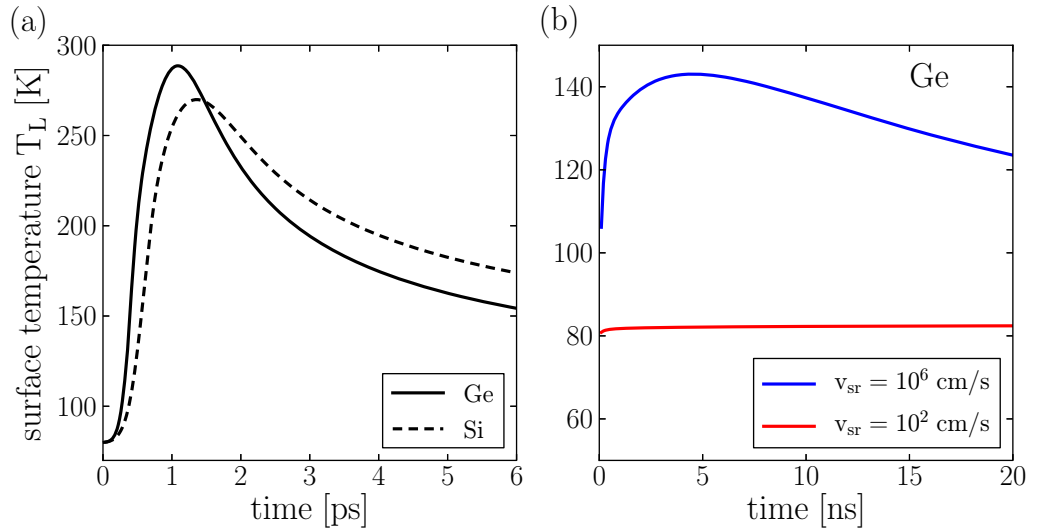 (a)
surface temperature T_L [K]
300
250
200
150
100
0 1 2 3 4 5 6
time [ps]
Ge
Si
(b)
Ge
140
120
100
80
60
0 5 10 15 20
time [ns]
v_sr = 10^6 cm/s
v_sr = 10^2 cm/s